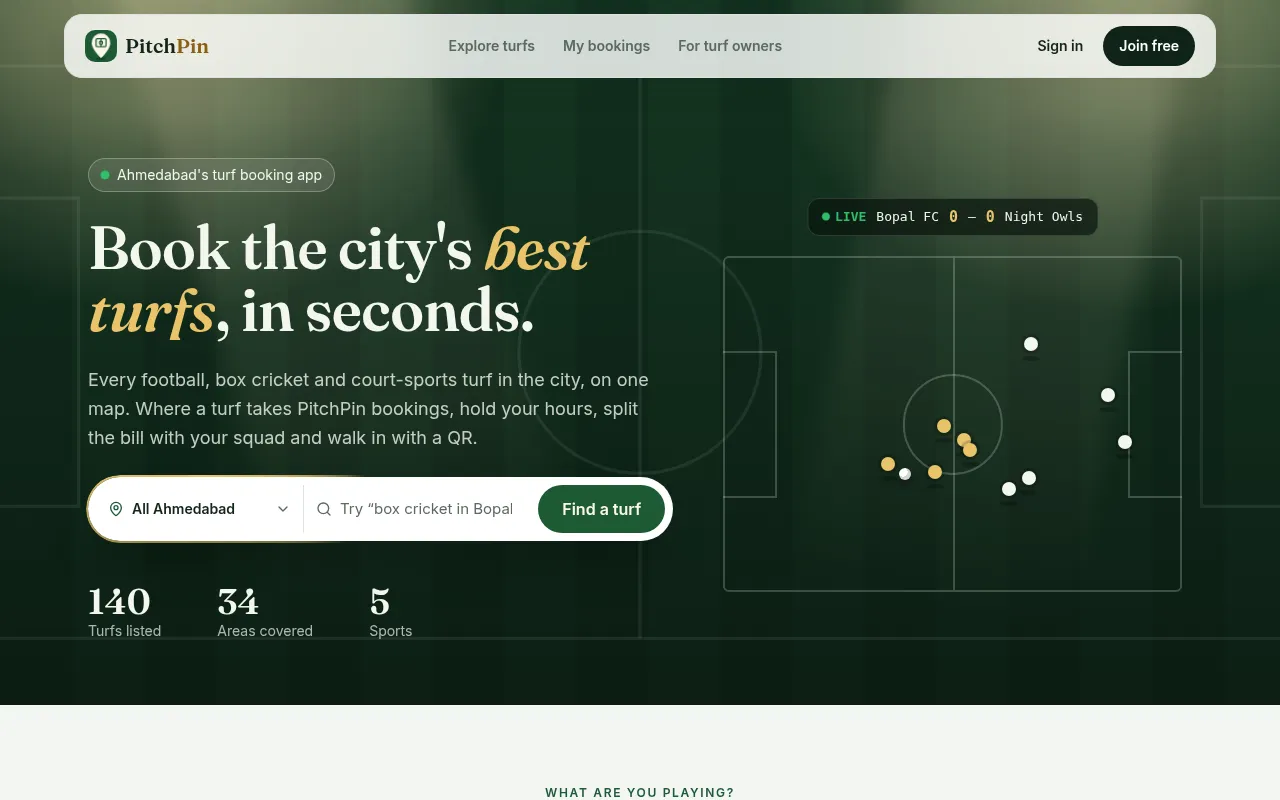 PitchPin
Explore turfs
My bookings
For turf owners
Sign in
Join free
Ahmedabad's turf booking app
Book the city's best
turfs, in seconds.
Every football, box cricket and court-sports turf in the city, on one
map. Where a turf takes PitchPin bookings, hold your hours, split
the bill with your squad and walk in with a QR.
All Ahmedabad
Try “box cricket in Bopal
Find a turf
140
Turfs listed
34
Areas covered
5
Sports
LIVE Bopal FC 0 – 0 Night Owls
WHAT ARE YOU PLAYING?